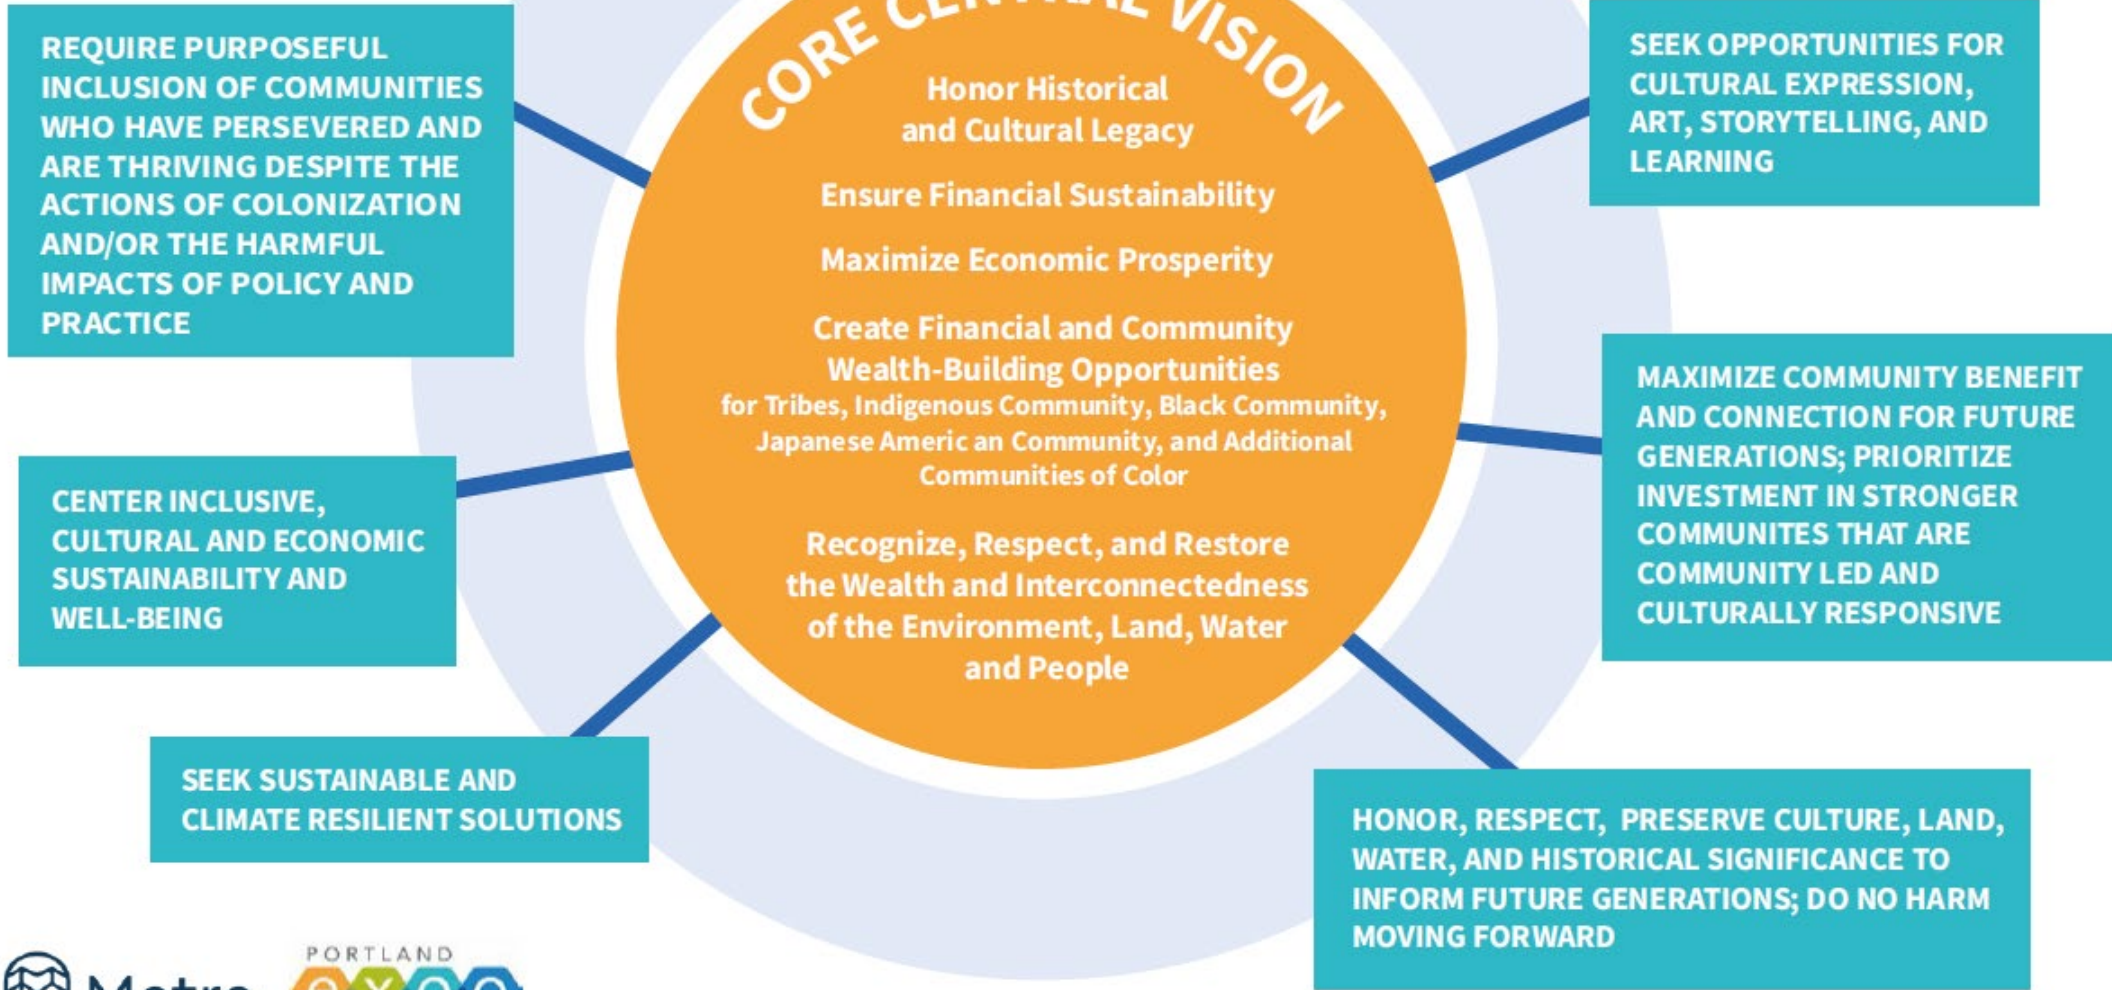 REQUIRE PURPOSEFUL
INCLUSION OF COMMUNITIES
WHO HAVE PERSEVERED AND
ARE THRIVING DESPITE THE
ACTIONS OF COLONIZATION
AND/OR THE HARMFUL
IMPACTS OF POLICY AND
PRACTICE
CENTER INCLUSIVE,
CULTURAL AND ECONOMIC
SUSTAINABILITY AND
WELL-BEING
SEEK SUSTAINABLE AND
CLIMATE RESILIENT SOLUTIONS
CORE CENTRAL VISION
Honor Historical
and Cultural Legacy
Ensure Financial Sustainability
Maximize Economic Prosperity
Create Financial and Community
Wealth-Building Opportunities
for Tribes, Indigenous Community, Black Community,
Japanese Americ an Community, and Additional
Communities of Color
Recognize, Respect, and Restore
the Wealth and Interconnectedness
of the Environment, Land, Water
and People
SEEK OPPORTUNITIES FOR
CULTURAL EXPRESSION,
ART, STORYTELLING, AND
LEARNING
MAXIMIZE COMMUNITY BENEFIT
AND CONNECTION FOR FUTURE
GENERATIONS; PRIORITIZE
INVESTMENT IN STRONGER
COMMUNITES THAT ARE
COMMUNITY LED AND
CULTURALLY RESPONSIVE
HONOR, RESPECT,  PRESERVE CULTURE, LAND,
WATER, AND HISTORICAL SIGNIFICANCE TO
INFORM FUTURE GENERATIONS; DO NO HARM
MOVING FORWARD
Metro
PORTLAND